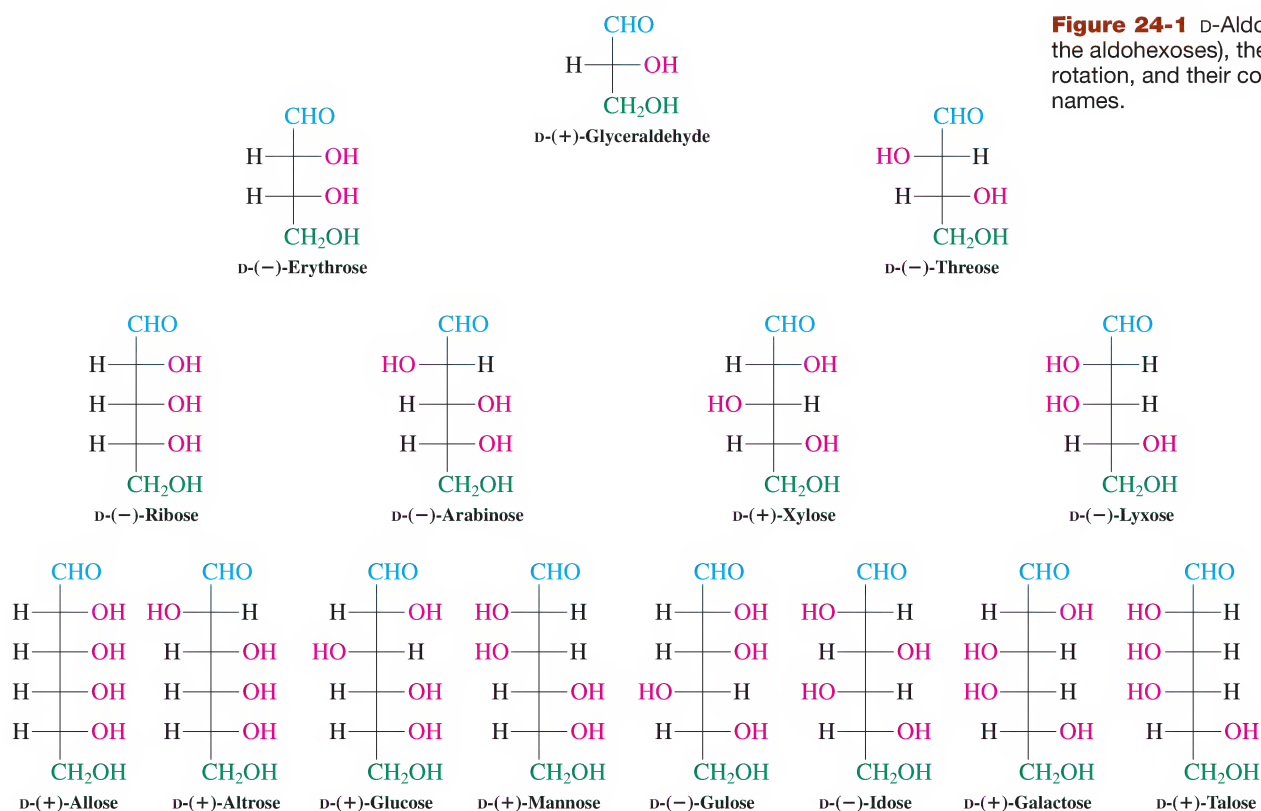 Figure 24-1 D-Aldo
the aldohexoses), the
rotation, and their co
names.
CHO
H OH
CH₂OH
D-(+)-Glyceraldehyde
CHO
H OH
H OH
CH₂OH
D-(−)-Erythrose
CHO
HO H
H OH
CH₂OH
D-(−)-Threose
CHO
H OH
H OH
H OH
CH₂OH
D-(−)-Ribose
CHO
HO H
H OH
H OH
CH₂OH
D-(−)-Arabinose
CHO
H OH
HO H
H OH
CH₂OH
D-(+)-Xylose
CHO
HO H
HO H
H OH
CH₂OH
D-(−)-Lyxose
CHO
H OH
H OH
H OH
H OH
CH₂OH
D-(+)-Allose
CHO
HO H
H OH
H OH
H OH
CH₂OH
D-(+)-Altrose
CHO
H OH
HO H
H OH
H OH
CH₂OH
D-(+)-Glucose
CHO
HO H
HO H
H OH
H OH
CH₂OH
D-(+)-Mannose
CHO
H OH
H OH
HO H
H OH
CH₂OH
D-(−)-Gulose
CHO
HO H
H OH
HO H
H OH
CH₂OH
D-(−)-Idose
CHO
H OH
HO H
HO H
H OH
CH₂OH
D-(+)-Galactose
CHO
HO H
HO H
HO H
H OH
CH₂OH
D-(+)-Talose